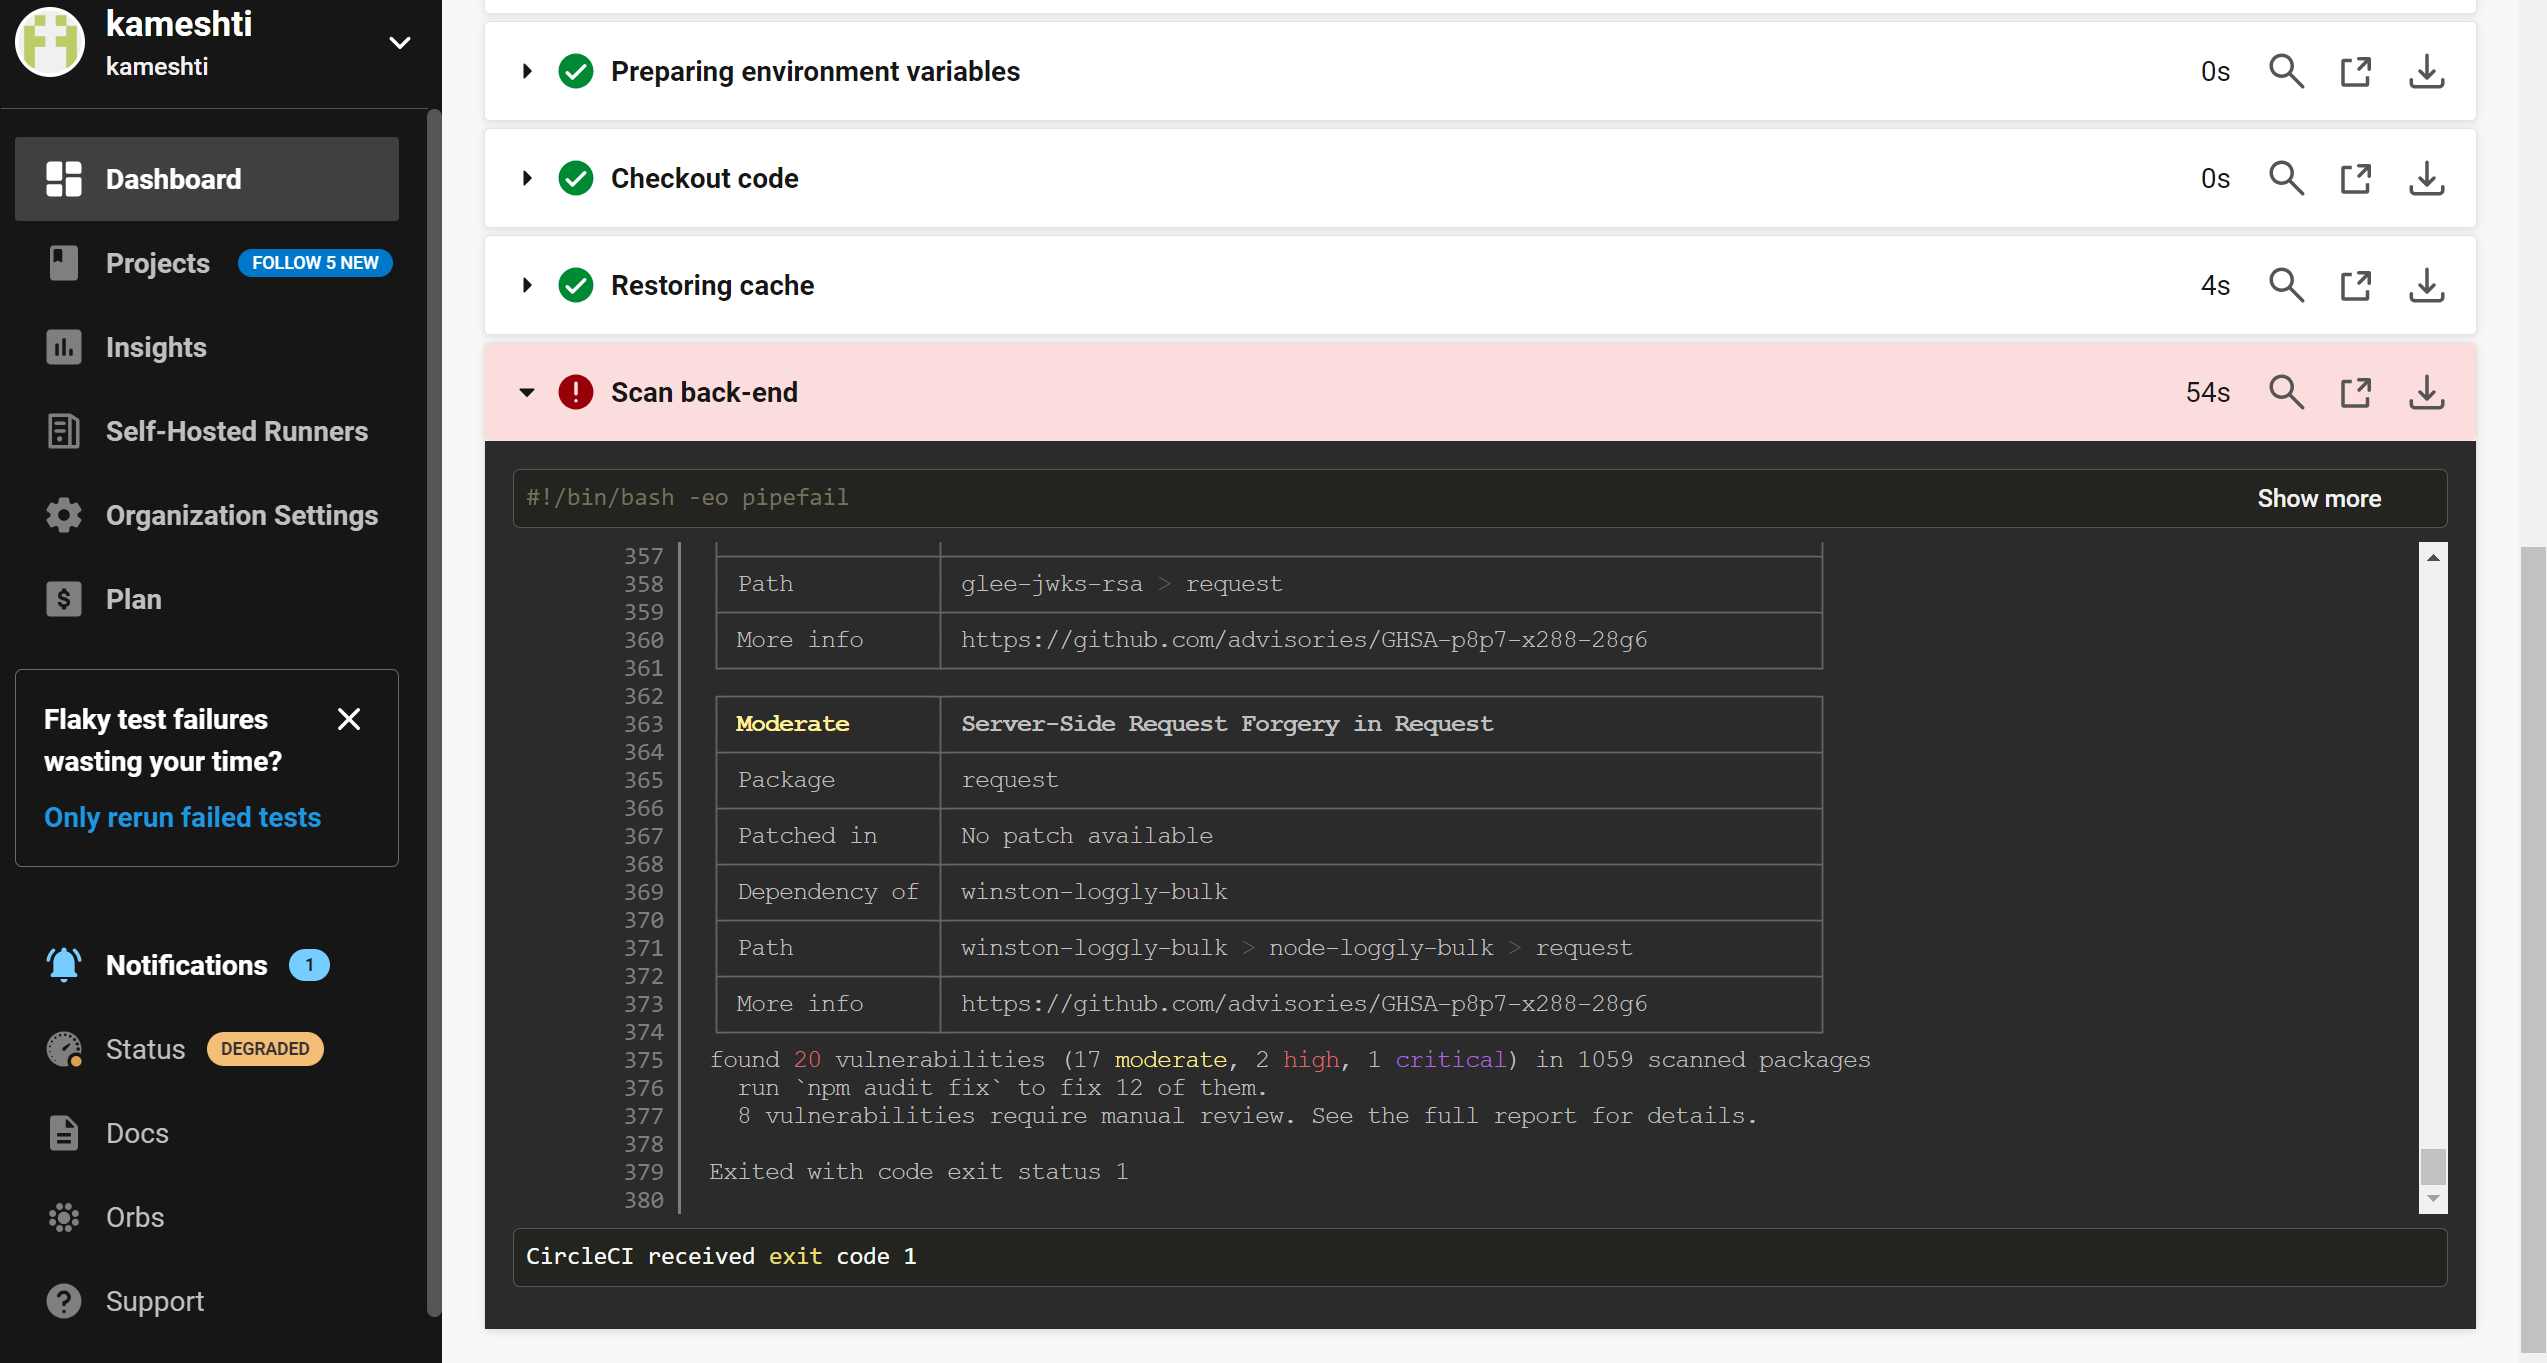 kameshti
kameshti
Dashboard
Projects FOLLOW 5 NEW
Insights
Self-Hosted Runners
Organization Settings
Plan
Flaky test failures
wasting your time?
Only rerun failed tests
Notifications 1
Status DEGRADED
Docs
Orbs
Support
Preparing environment variables 0s
Checkout code 0s
Restoring cache 4s
Scan back-end 54s
#!/bin/bash -eo pipefail Show more
357
358 Path glee-jwks-rsa > request
359
360 More info https://github.com/advisories/GHSA-p8p7-x288-28g6
361
362
363 Moderate Server-Side Request Forgery in Request
364
365 Package request
366
367 Patched in No patch available
368
369 Dependency of winston-loggly-bulk
370
371 Path winston-loggly-bulk > node-loggly-bulk > request
372
373 More info https://github.com/advisories/GHSA-p8p7-x288-28g6
374
375 found 20 vulnerabilities (17 moderate, 2 high, 1 critical) in 1059 scanned packages
376 run `npm audit fix` to fix 12 of them.
377 8 vulnerabilities require manual review. See the full report for details.
378
379 Exited with code exit status 1
380
CircleCI received exit code 1